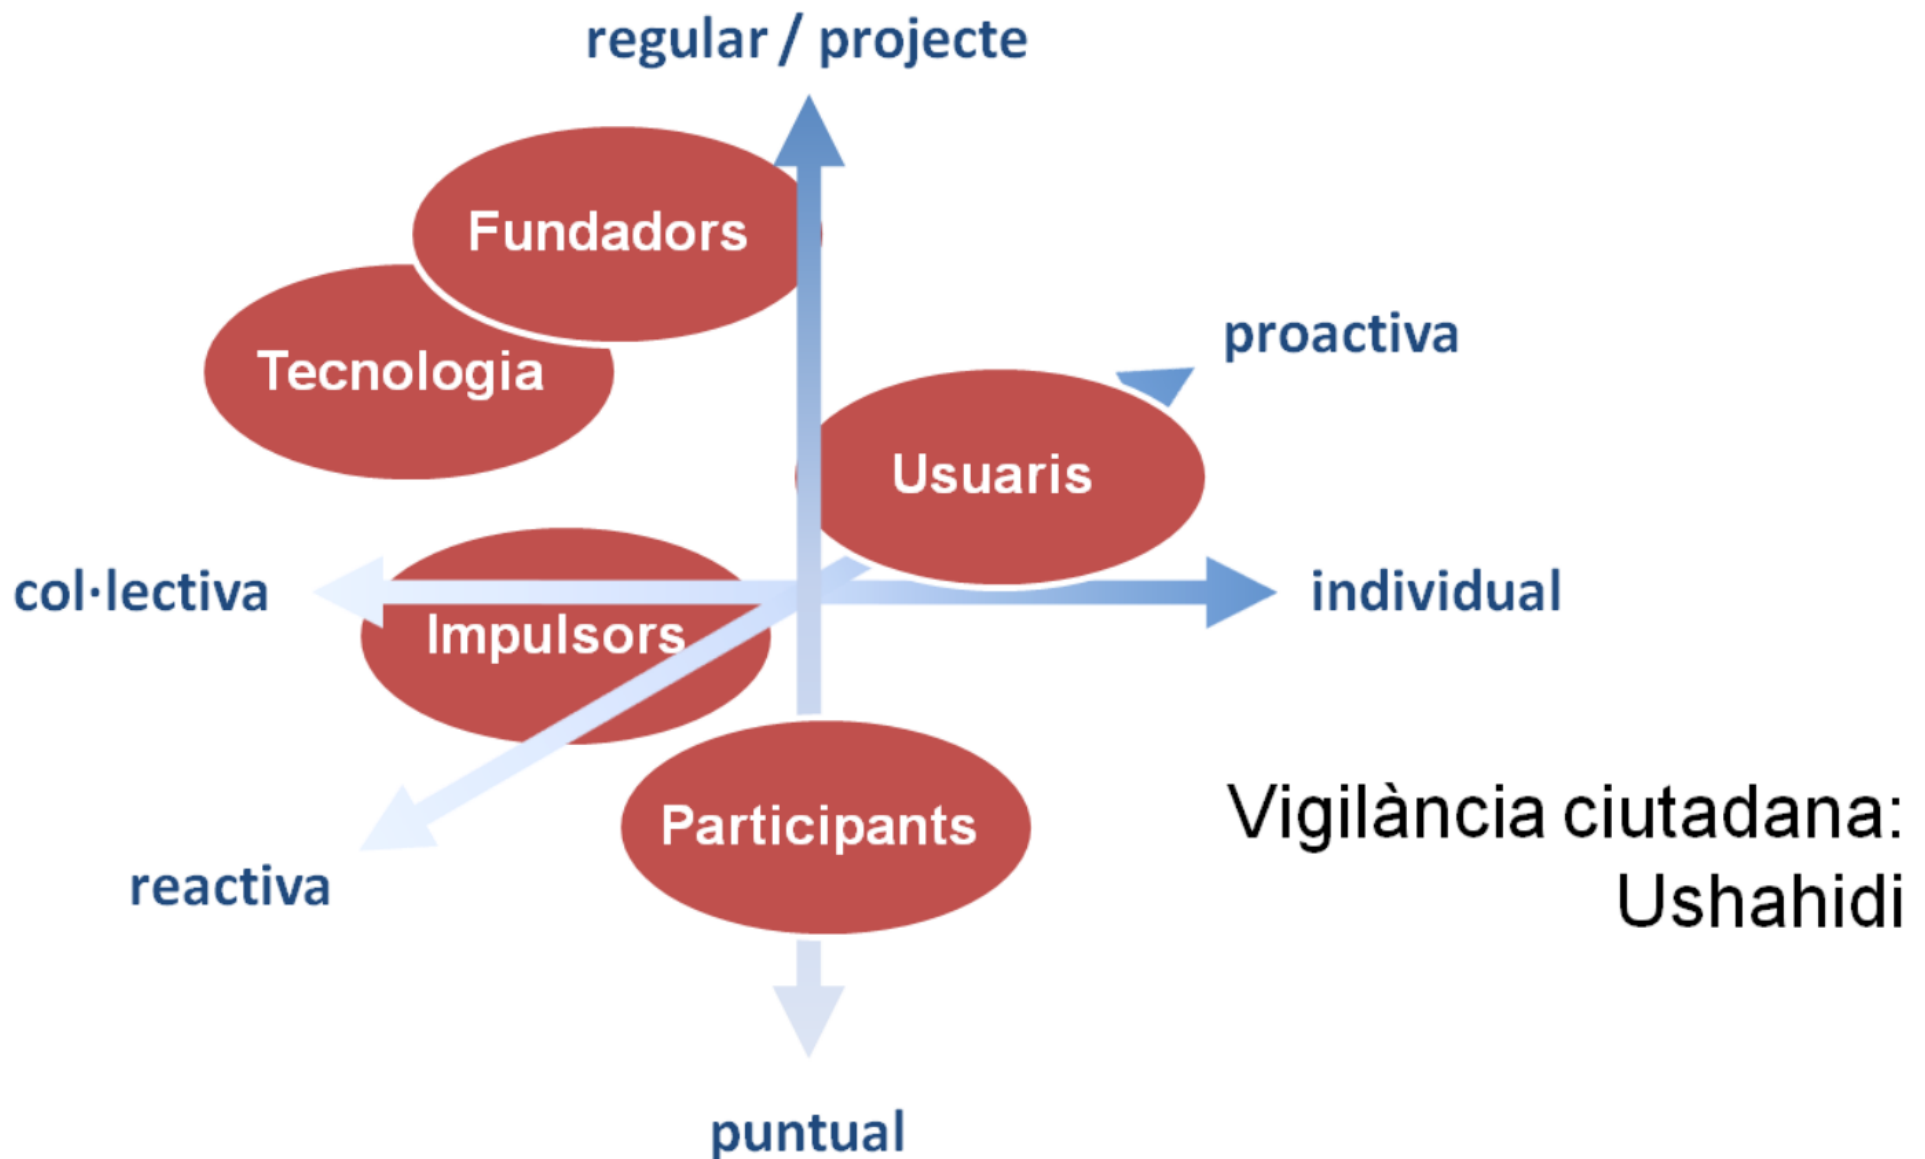 regular / projecte
Fundadors
proactiva
Tecnologia
Usuaris
col·lectiva
individual
Impulsors
Participants
reactiva
Vigilància ciutadana:
Ushahidi
puntual